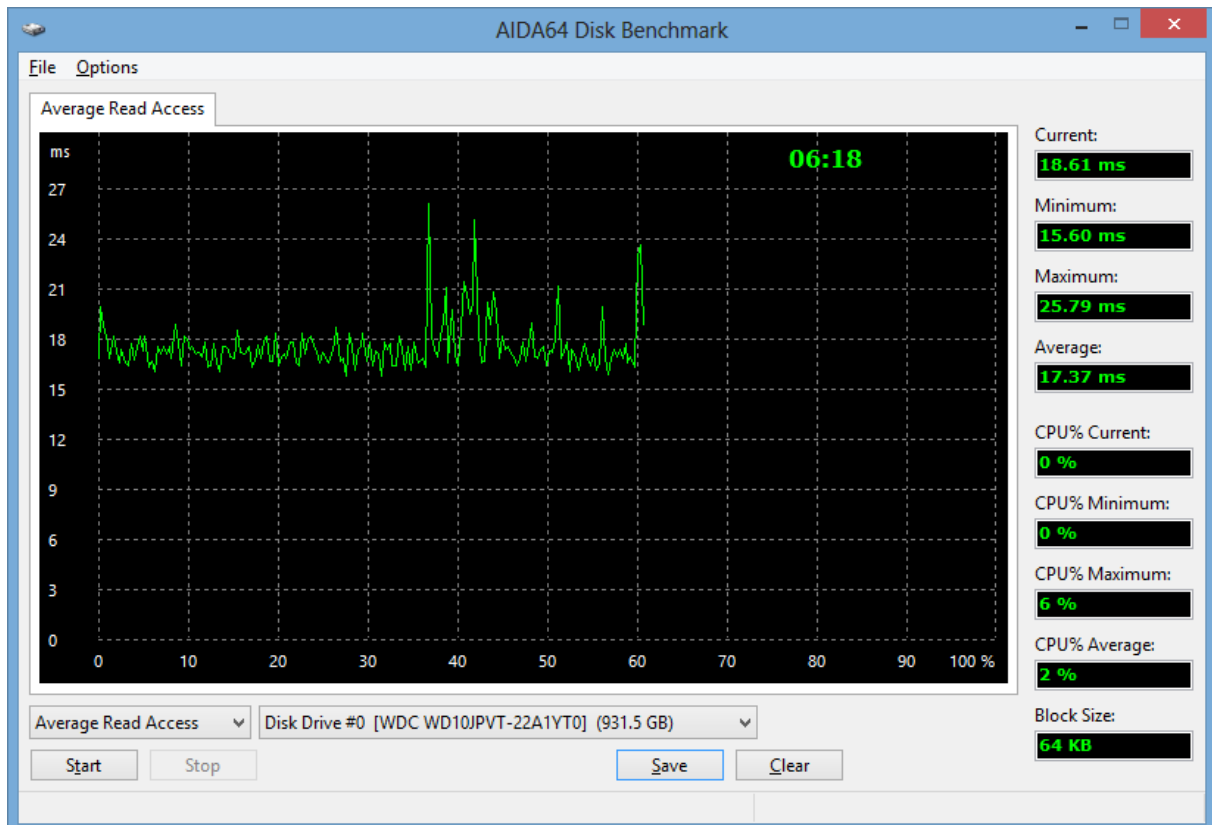 AIDA64 Disk Benchmark
File Options
Average Read Access
ms
27
24
21
18
15
12
9
6
3
0
0 10 20 30 40 50 60 70 80 90 100 %
06:18
Current:
18.61 ms
Minimum:
15.60 ms
Maximum:
25.79 ms
Average:
17.37 ms
CPU% Current:
0 %
CPU% Minimum:
0 %
CPU% Maximum:
6 %
CPU% Average:
2 %
Block Size:
64 KB
Average Read Access
Disk Drive #0 [WDC WD10JPVT-22A1YT0] (931.5 GB)
Start Stop Save Clear